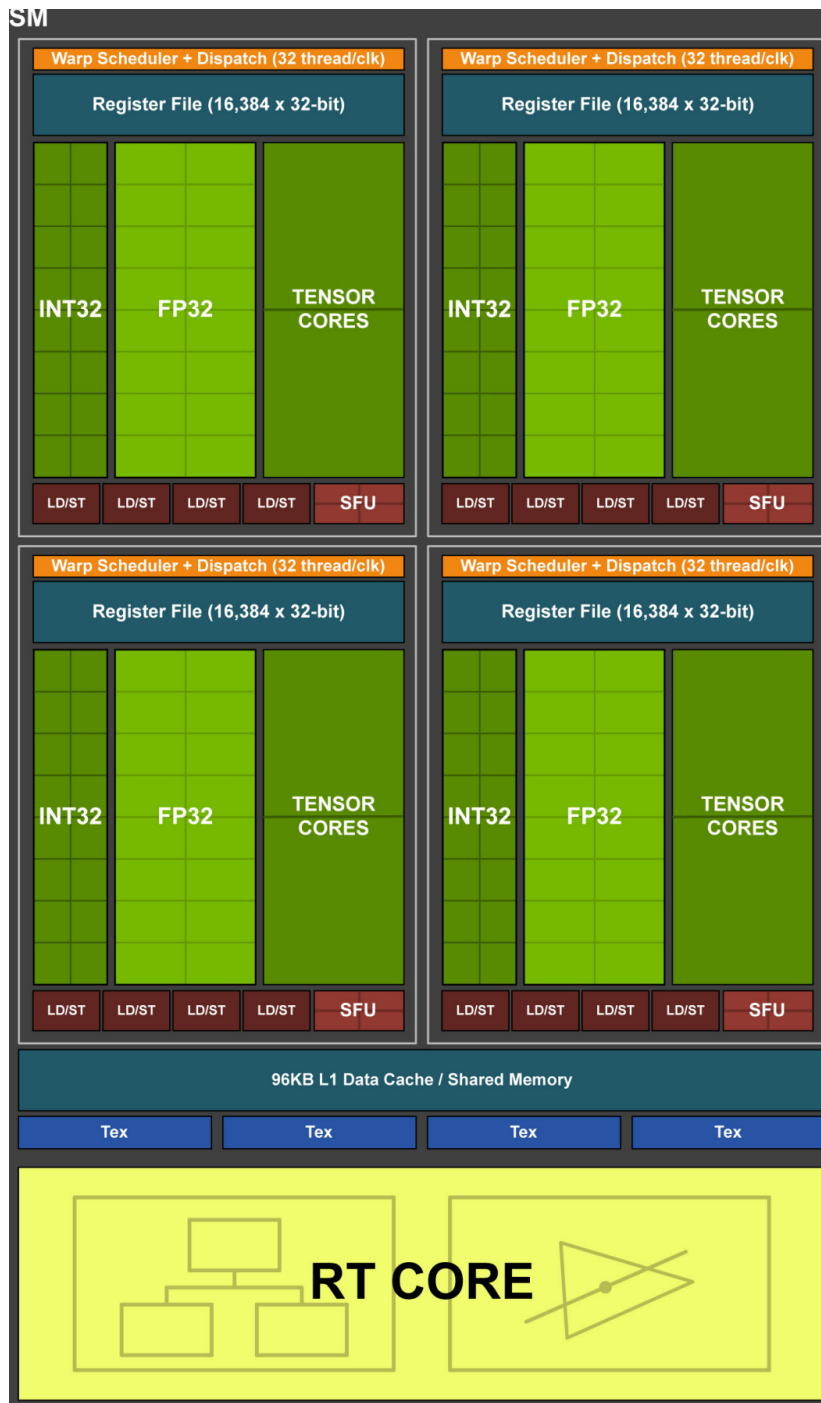 SM
Warp Scheduler + Dispatch (32 thread/clk)
Register File (16,384 x 32-bit)
INT32
FP32
TENSOR
CORES
LD/ST
LD/ST
LD/ST
LD/ST
SFU
Warp Scheduler + Dispatch (32 thread/clk)
Register File (16,384 x 32-bit)
INT32
FP32
TENSOR
CORES
LD/ST
LD/ST
LD/ST
LD/ST
SFU
Warp Scheduler + Dispatch (32 thread/clk)
Register File (16,384 x 32-bit)
INT32
FP32
TENSOR
CORES
LD/ST
LD/ST
LD/ST
LD/ST
SFU
Warp Scheduler + Dispatch (32 thread/clk)
Register File (16,384 x 32-bit)
INT32
FP32
TENSOR
CORES
LD/ST
LD/ST
LD/ST
LD/ST
SFU
96KB L1 Data Cache / Shared Memory
Tex
Tex
Tex
Tex
RT CORE